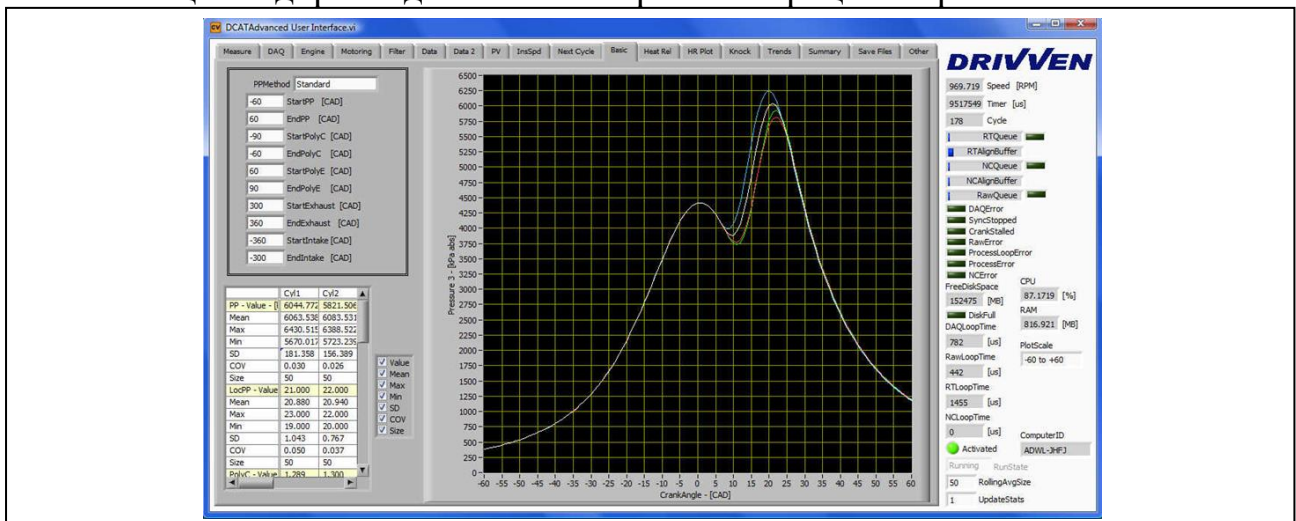 DCATAdvanced User Interface.vi
Measure DAQ Engine Motoring Filter Data Data 2 PV InsSpd Next Cycle Basic Heat Rel HR Plot Knock Trends Summary Save Files Other
PPMethod Standard
-60 StartPP [CAD]
60 EndPP [CAD]
-90 StartPolyC [CAD]
-60 EndPolyC [CAD]
60 StartPolyE [CAD]
90 EndPolyE [CAD]
300 StartExhaust [CAD]
360 EndExhaust [CAD]
-360 StartIntake [CAD]
-300 EndIntake [CAD]
Cyl1 Cyl2
PP - Value - [ 6044.772 5821.506
Mean 6063.538 6083.531
Max 6430.515 6388.522
Min 5670.017 5723.239
SD 181.358 156.389
COV 0.030 0.026
Size 50 50
LocPP - Value 21.000 22.000
Mean 20.880 20.940
Max 23.000 22.000
Min 19.000 20.000
SD 1.043 0.767
COV 0.050 0.037
Size 50 50
PolyC - Value 1.289 1.300
Value
Mean
Max
Min
SD
COV
Size
Pressure 3 - [kPa abs]
6500
6250
6000
5750
5500
5250
5000
4750
4500
4250
4000
3750
3500
3250
3000
2750
2500
2250
2000
1750
1500
1250
1000
750
500
250
0
-60 -55 -50 -45 -40 -35 -30 -25 -20 -15 -10 -5 0 5 10 15 20 25 30 35 40 45 50 55 60
CrankAngle - [CAD]
DRIVVEN
969.719 Speed [RPM]
9517549 Timer [us]
178 Cycle
RTQueue
RTAlignBuffer
NCQueue
NCAlignBuffer
RawQueue
DAQError
SyncStopped
CrankStalled
RawError
ProcessLoopError
ProcessError
NCError
FreeDiskSpace
152475 [MB]
DiskFull
DAQLoopTime
782 [us]
RawLoopTime
442 [us]
RTLoopTime
1455 [us]
NCLoopTime
0 [us]
CPU
87.1719 [%]
RAM
816.921 [MB]
PlotScale
-60 to +60
ComputerID
Activated ADWL-JHFJ
Running RunState
50 RollingAvgSize
1 UpdateStats